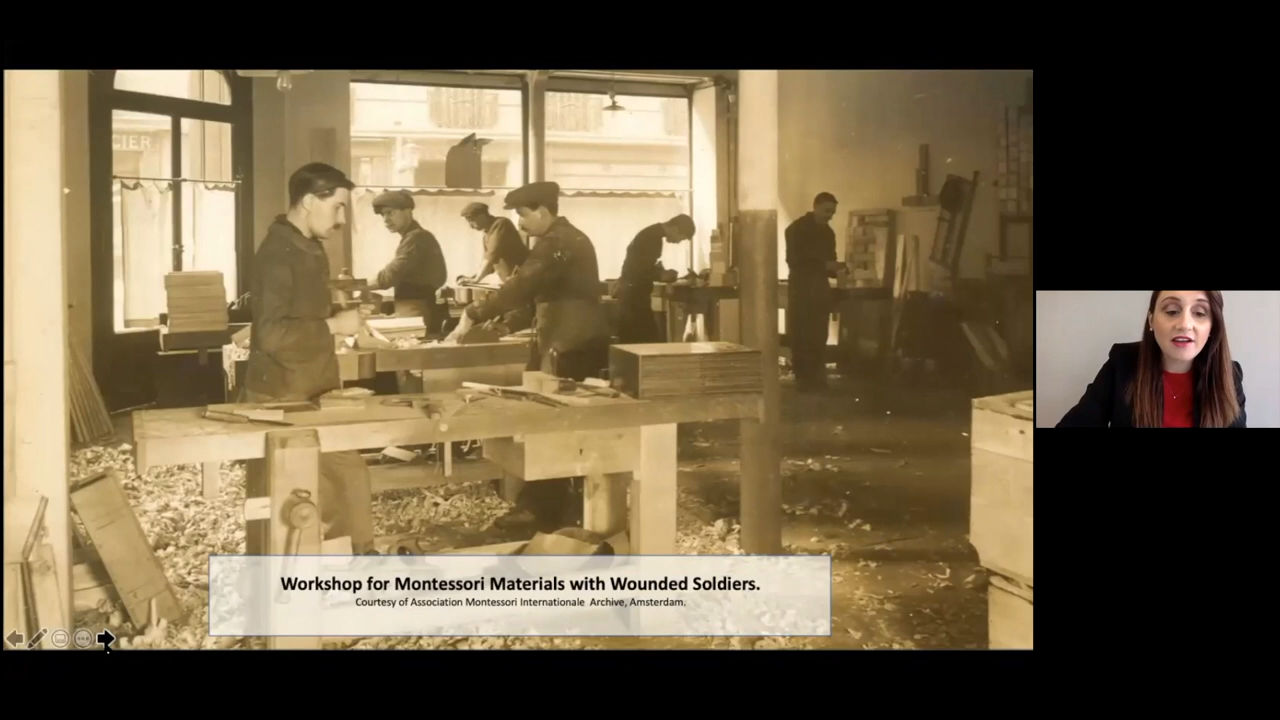 CIER
Workshop for Montessori Materials with Wounded Soldiers.
Courtesy of Association Montessori Internationale Archive, Amsterdam.